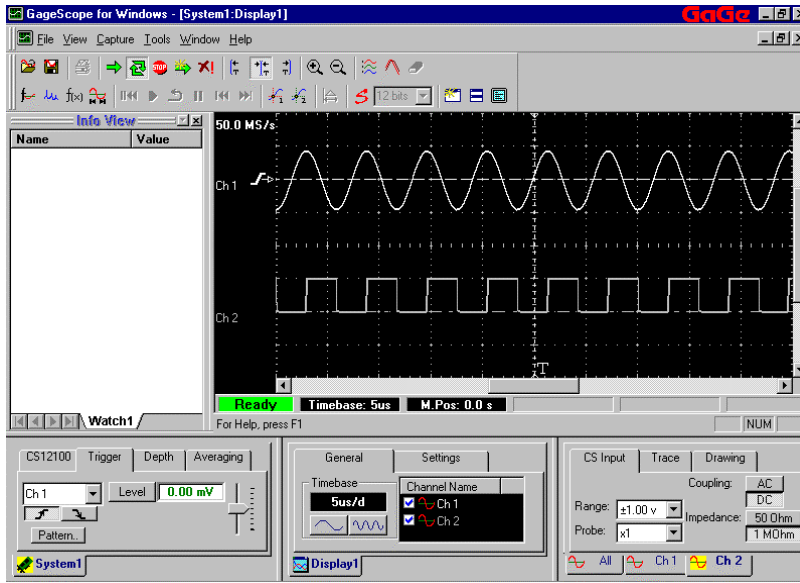 GageScope for Windows - [System1:Display1]
GaGe
File View Capture Tools Window Help
f(x) 1 2 S 12 bits
Info View
Name Value
50.0 MS/s
Ch 1
Ch 2
T
Ready Timebase: 5us M.Pos: 0.0 s
Watch1
For Help, press F1
NUM
CS12100 Trigger Depth Averaging
Ch 1 Level 0.00 mV
Pattern..
System1
General Settings
Timebase
5us/d
Channel Name
Ch 1
Ch 2
Display1
CS Input Trace Drawing
Coupling: AC
DC
Range: ±1.00 v
Impedance: 50 Ohm
Probe: x1
1 MOhm
All Ch 1 Ch 2